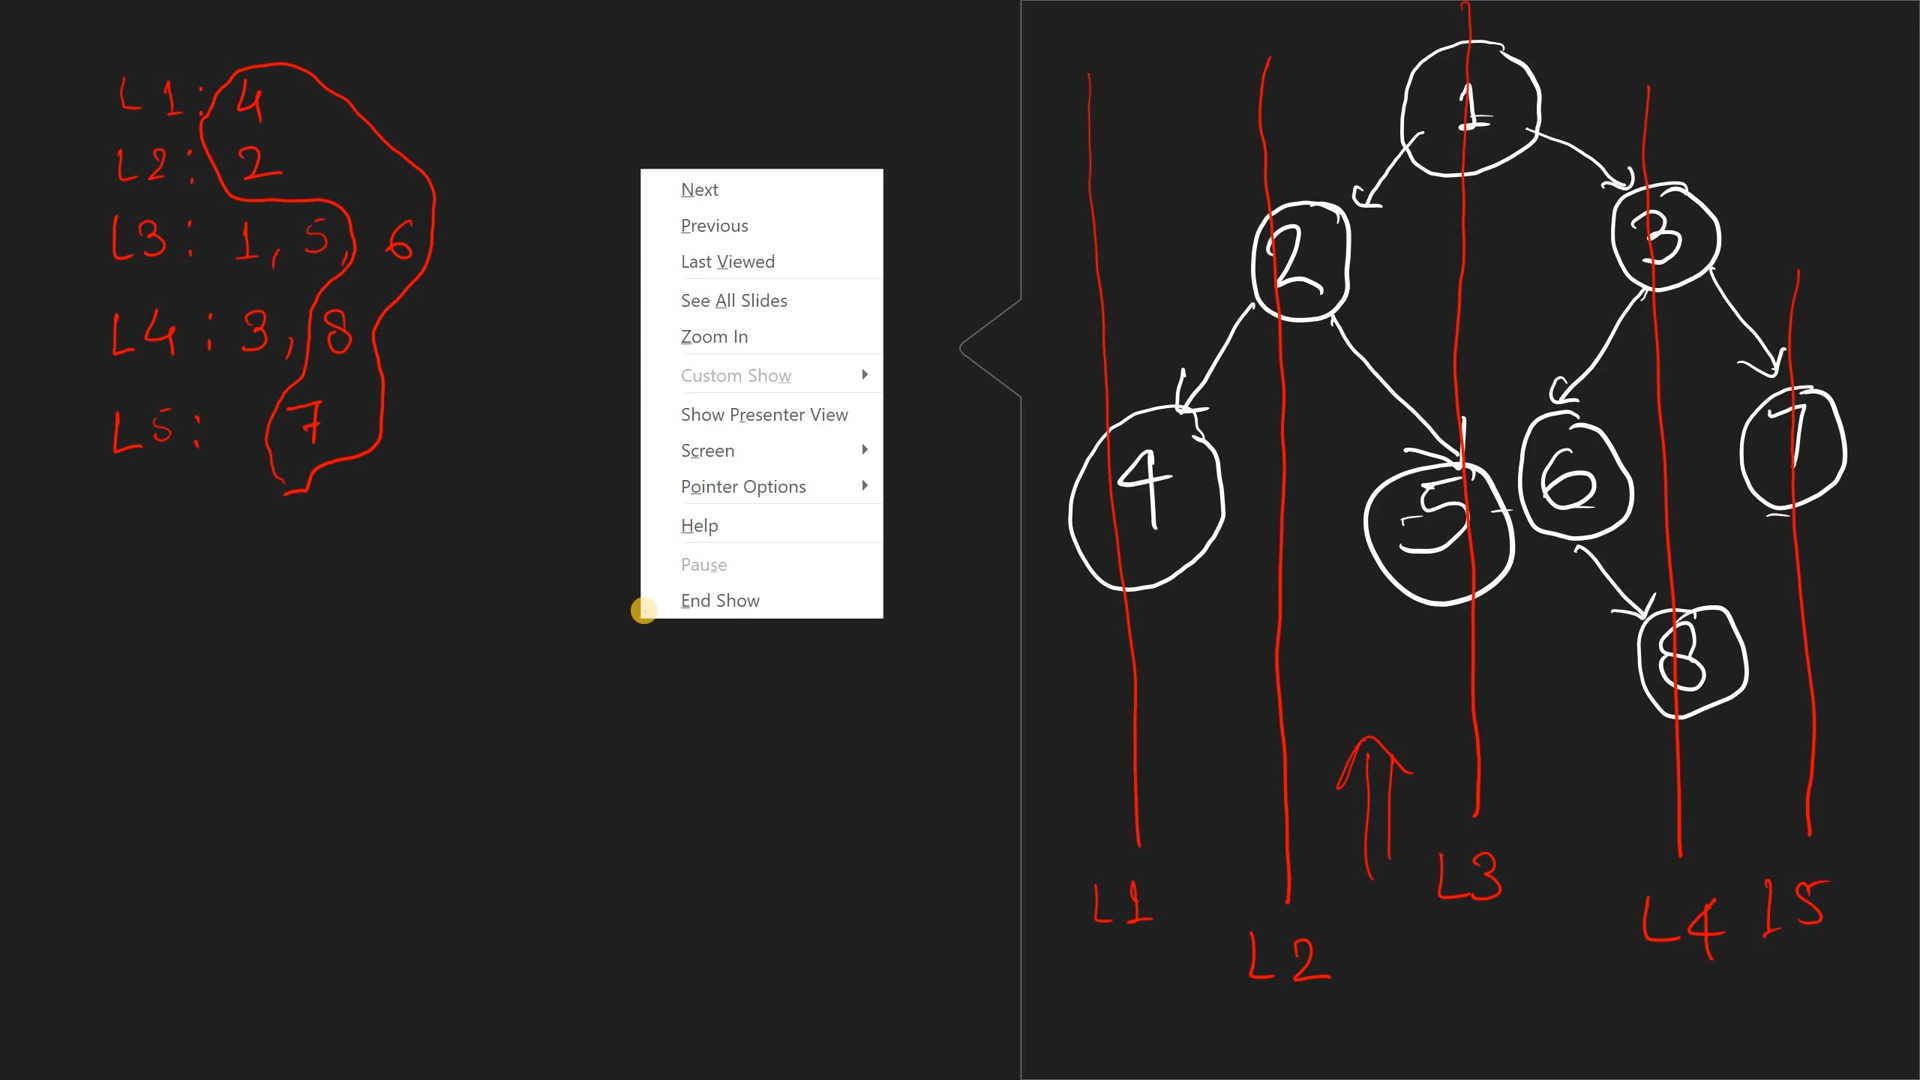 L1: 4
L2: 2
L3: 1, 5, 6
L4: 3, 8
L5: 7
Next
Previous
Last Viewed
See All Slides
Zoom In
Custom Show
Show Presenter View
Screen
Pointer Options
Help
Pause
End Show
1
2
3
4
5
6
7
8
L1
L2
L3
L4
L5